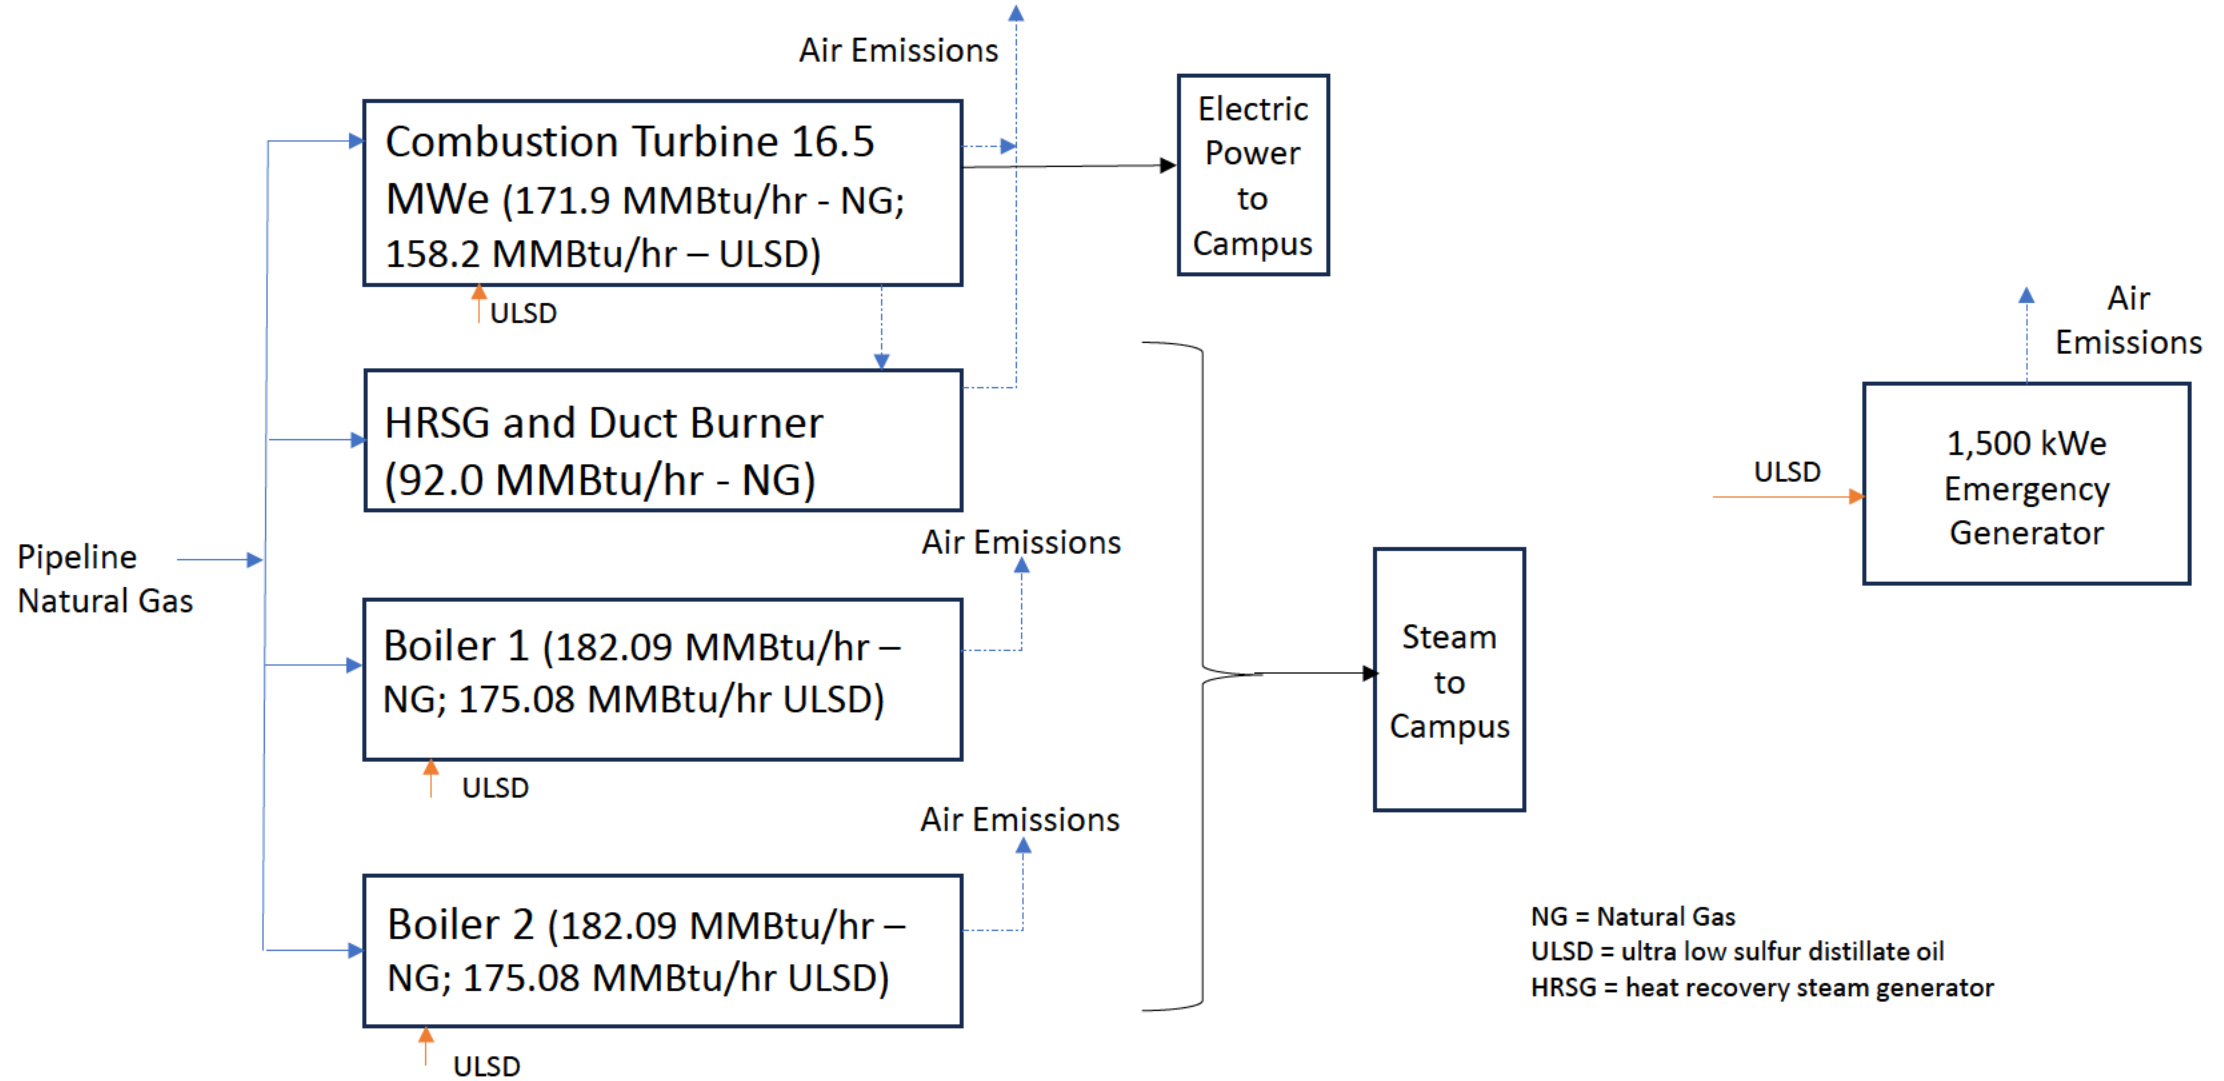 Air Emissions
Combustion Turbine 16.5
MWe (171.9 MMBtu/hr - NG;
158.2 MMBtu/hr – ULSD)
ULSD
Electric
Power
to
Campus
HRSG and Duct Burner
(92.0 MMBtu/hr - NG)
Pipeline
Natural Gas
Air Emissions
Boiler 1 (182.09 MMBtu/hr –
NG; 175.08 MMBtu/hr ULSD)
ULSD
Air Emissions
Boiler 2 (182.09 MMBtu/hr –
NG; 175.08 MMBtu/hr ULSD)
ULSD
Steam
to
Campus
Air
Emissions
ULSD
1,500 kWe
Emergency
Generator
NG = Natural Gas
ULSD = ultra low sulfur distillate oil
HRSG = heat recovery steam generator